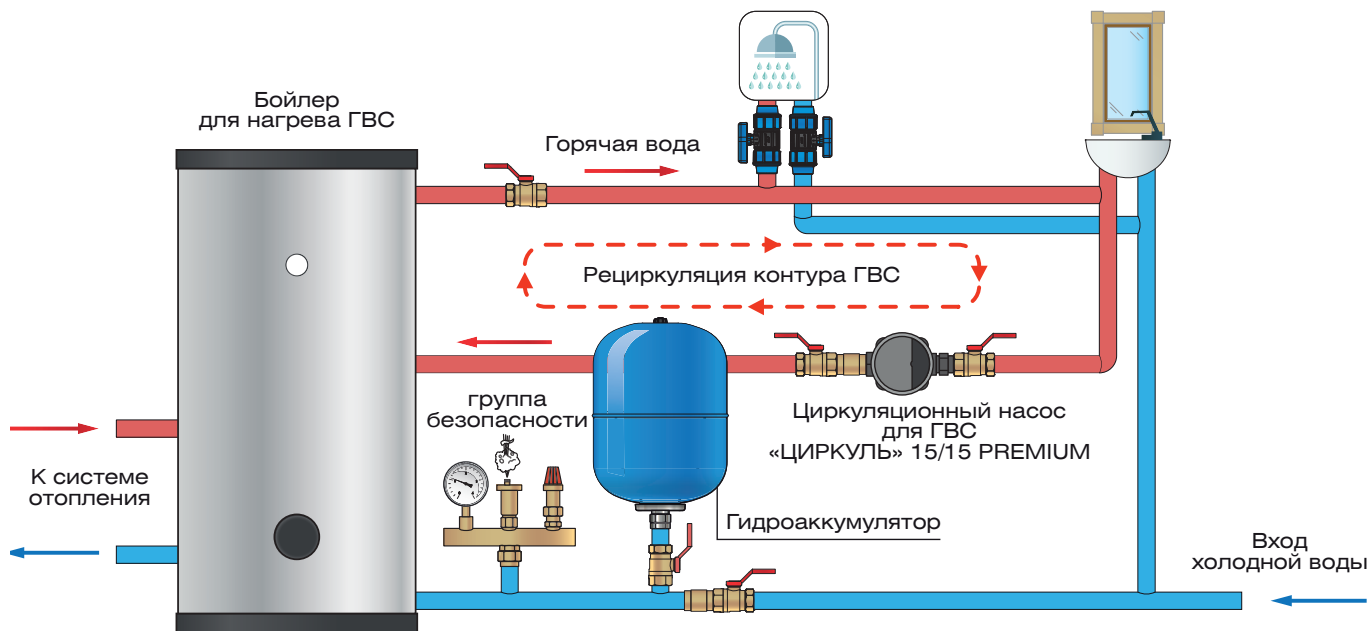 Бойлер
для нагрева ГВС
Горячая вода
Рециркуляция контура ГВС
группа
безопасности
Циркуляционный насос
для ГВС
«ЦИРКУЛЬ» 15/15 PREMIUM
К системе
отопления
Гидроаккумулятор
Вход
холодной воды